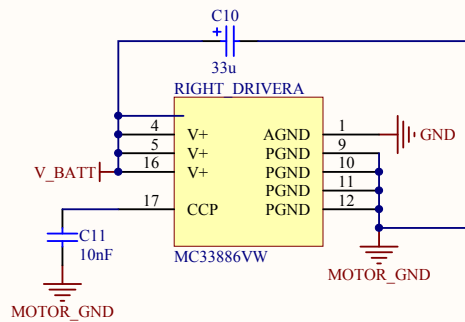 C10
+
33u
RIGHT_DRIVERA
4 V+ AGND 1
5 V+ PGND 9
16 V+ PGND 10
PGND 11
17 CCP PGND 12
GND
V_BATT
C11
10nF
MC33886VW
MOTOR_GND
MOTOR_GND